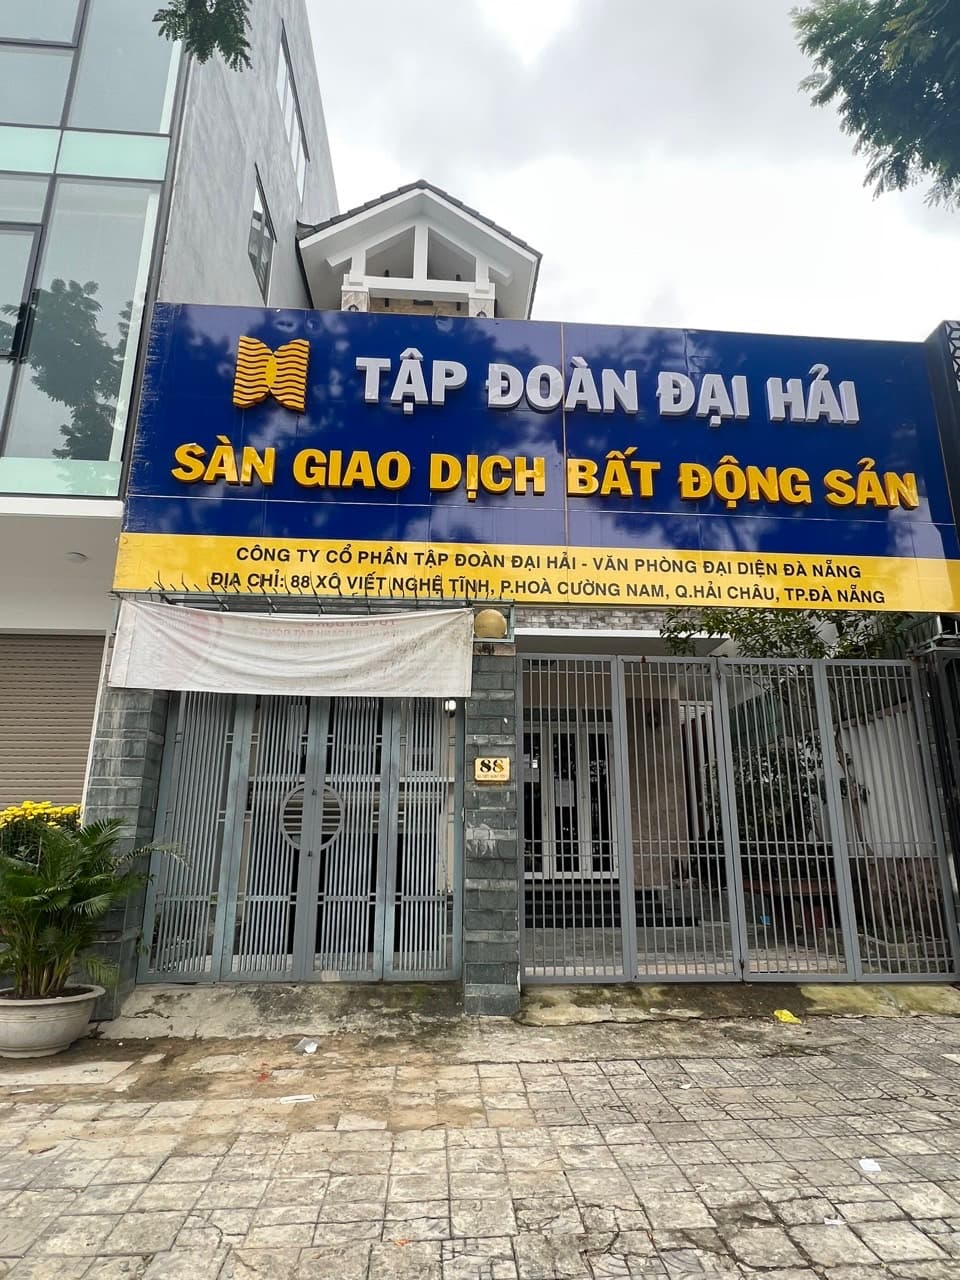 TẬP ĐOÀN ĐẠI HẢI
SÀN GIAO DỊCH BẤT ĐỘNG SẢN
CÔNG TY CỔ PHẦN TẬP ĐOÀN ĐẠI HẢI - VĂN PHÒNG ĐẠI DIỆN ĐÀ NẴNG
ĐỊA CHỈ: 88 XÔ VIẾT NGHỆ TĨNH, P.HOÀ CƯỜNG NAM, Q.HẢI CHÂU, TP.ĐÀ NẴNG
88